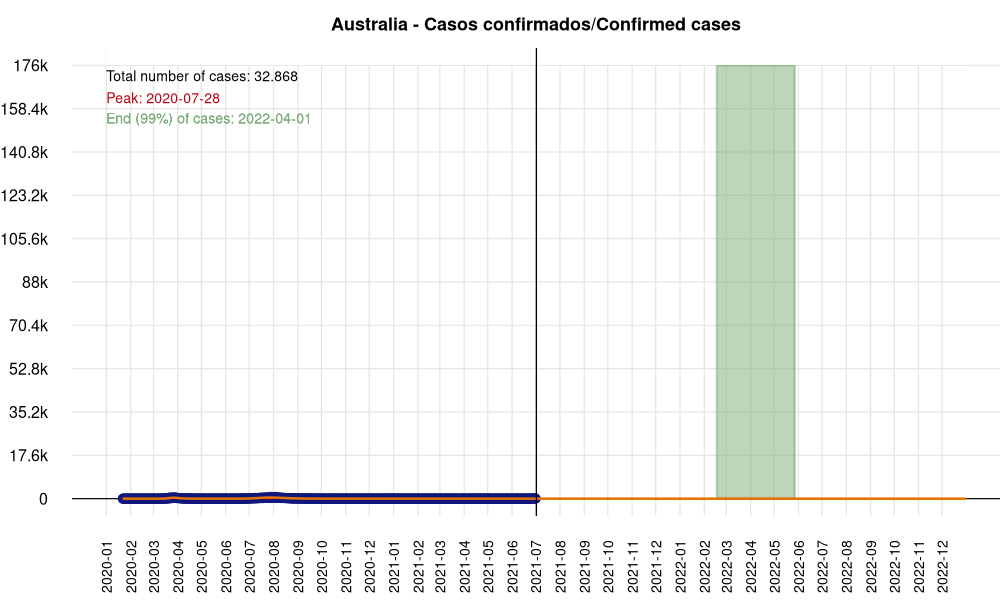 Australia - Casos confirmados/Confirmed cases
176k
Total number of cases: 32.868
Peak: 2020-07-28
158.4k
End (99%) of cases: 2022-04-01
140.8k
123.2k
105.6k
88k
70.4k
52.8k
35.2k
17.6k
0
2020-01
2020-02
2020-03
2020-04
2020-05
2020-06
2020-07
2020-08
2020-09
2020-10
2020-11
2020-12
2021-01
2021-02
2021-03
2021-04
2021-05
2021-06
2021-07
2021-08
2021-09
2021-10
2021-11
2021-12
2022-01
2022-02
2022-03
2022-04
2022-05
2022-06
2022-07
2022-08
2022-09
2022-10
2022-11
2022-12